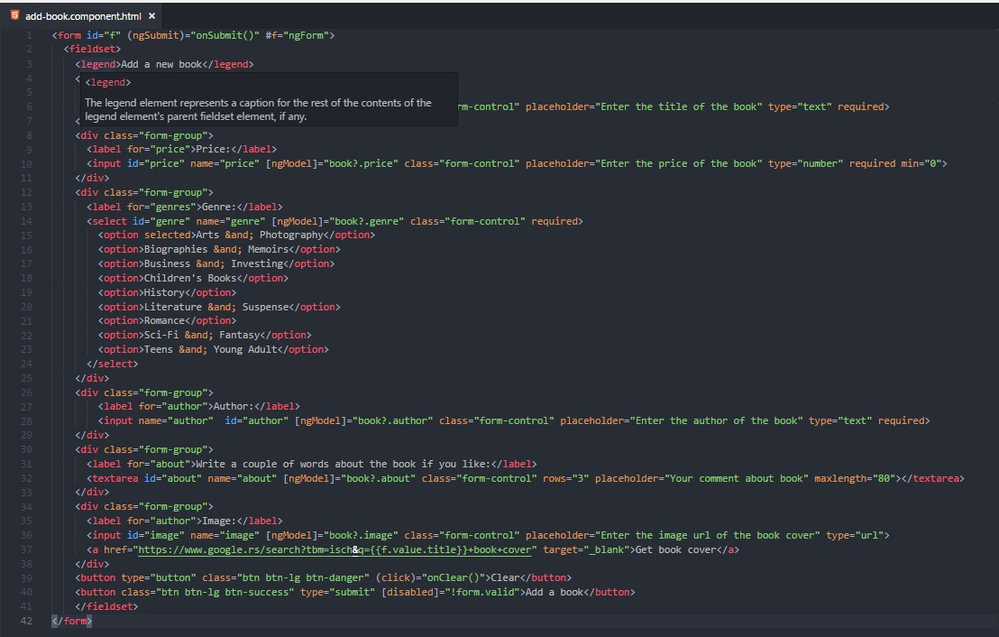 add-book.component.html ×
1 <form id="f" (ngSubmit)="onSubmit()" #f="ngForm">
2 <fieldset>
3 <legend>Add a new book</legend>
4 <
<legend>
5
The legend element represents a caption for the rest of the contents of the
legend element's parent fieldset element, if any.
6 rm-control" placeholder="Enter the title of the book" type="text" required>
7 <
8 <div class="form-group">
9 <label for="price">Price:</label>
10 <input id="price" name="price" [ngModel]="book?.price" class="form-control" placeholder="Enter the price of the book" type="number" required min="0">
11 </div>
12 <div class="form-group">
13 <label for="genres">Genre:</label>
14 <select id="genre" name="genre" [ngModel]="book?.genre" class="form-control" required>
15 <option selected>Arts &and; Photography</option>
16 <option>Biographies &and; Memoirs</option>
17 <option>Business &and; Investing</option>
18 <option>Children's Books</option>
19 <option>History</option>
20 <option>Literature &and; Suspense</option>
21 <option>Romance</option>
22 <option>Sci-Fi &and; Fantasy</option>
23 <option>Teens &and; Young Adult</option>
24 </select>
25 </div>
26 <div class="form-group">
27 <label for="author">Author:</label>
28 <input name="author"  id="author" [ngModel]="book?.author" class="form-control" placeholder="Enter the author of the book" type="text" required>
29 </div>
30 <div class="form-group">
31 <label for="about">Write a couple of words about the book if you like:</label>
32 <textarea id="about" name="about" [ngModel]="book?.about" class="form-control" rows="3" placeholder="Your comment about book" maxlength="80"></textarea>
33 </div>
34 <div class="form-group">
35 <label for="author">Image:</label>
36 <input id="image" name="image" [ngModel]="book?.image" class="form-control" placeholder="Enter the image url of the book cover" type="url">
37 <a href="https://www.google.rs/search?tbm=isch&q={{f.value.title}}+book+cover" target="_blank">Get book cover</a>
38 </div>
39 <button type="button" class="btn btn-lg btn-danger" (click)="onClear()">Clear</button>
40 <button class="btn btn-lg btn-success" type="submit" [disabled]="!form.valid">Add a book</button>
41 </fieldset>
42 </form>